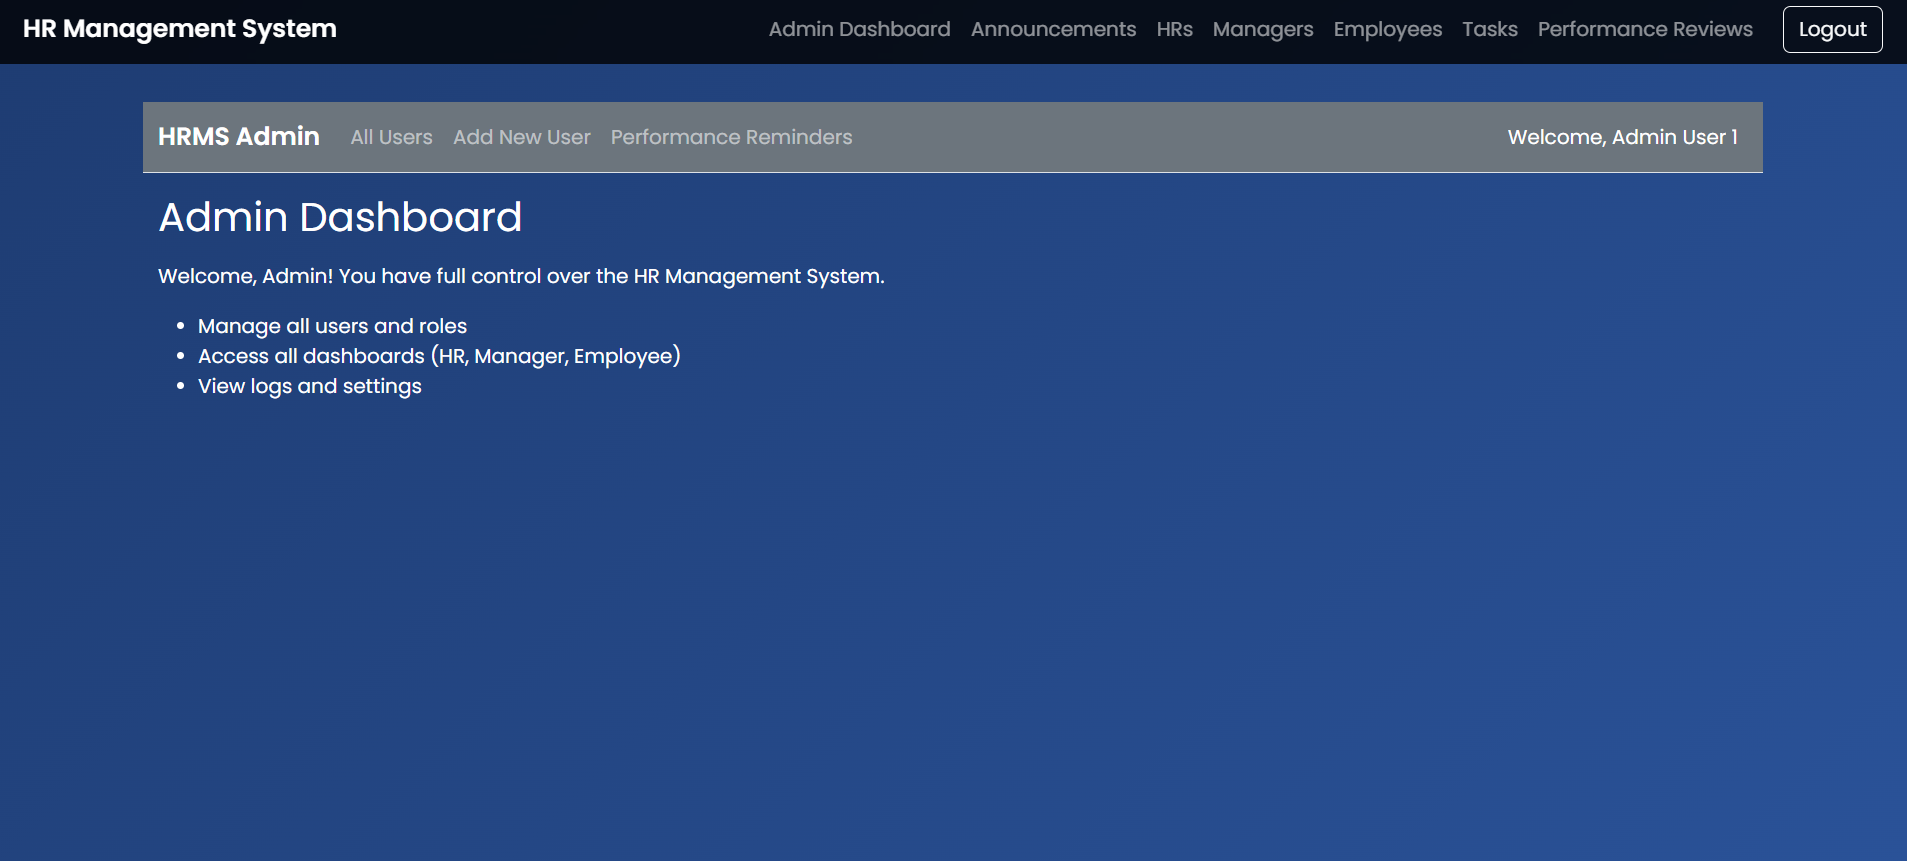 HR Management System
Admin Dashboard Announcements HRs Managers Employees Tasks Performance Reviews Logout
HRMS Admin All Users Add New User Performance Reminders Welcome, Admin User 1
Admin Dashboard
Welcome, Admin! You have full control over the HR Management System.
• Manage all users and roles
• Access all dashboards (HR, Manager, Employee)
• View logs and settings